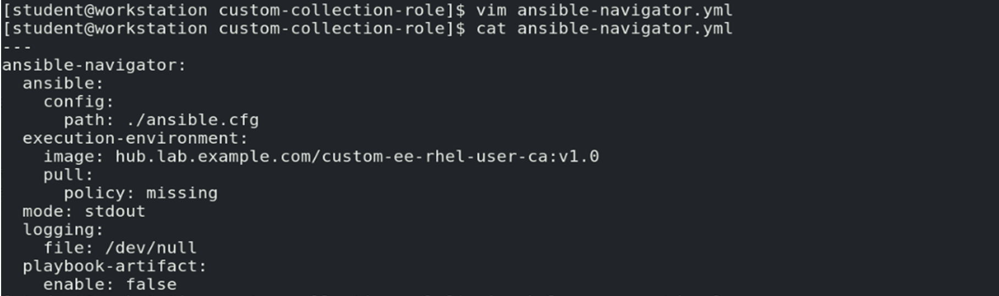 [student@workstation custom-collection-role]$ vim ansible-navigator.yml
[student@workstation custom-collection-role]$ cat ansible-navigator.yml
---
ansible-navigator:
  ansible:
    config:
      path: ./ansible.cfg
  execution-environment:
    image: hub.lab.example.com/custom-ee-rhel-user-ca:v1.0
    pull:
      policy: missing
  mode: stdout
  logging:
    file: /dev/null
  playbook-artifact:
    enable: false